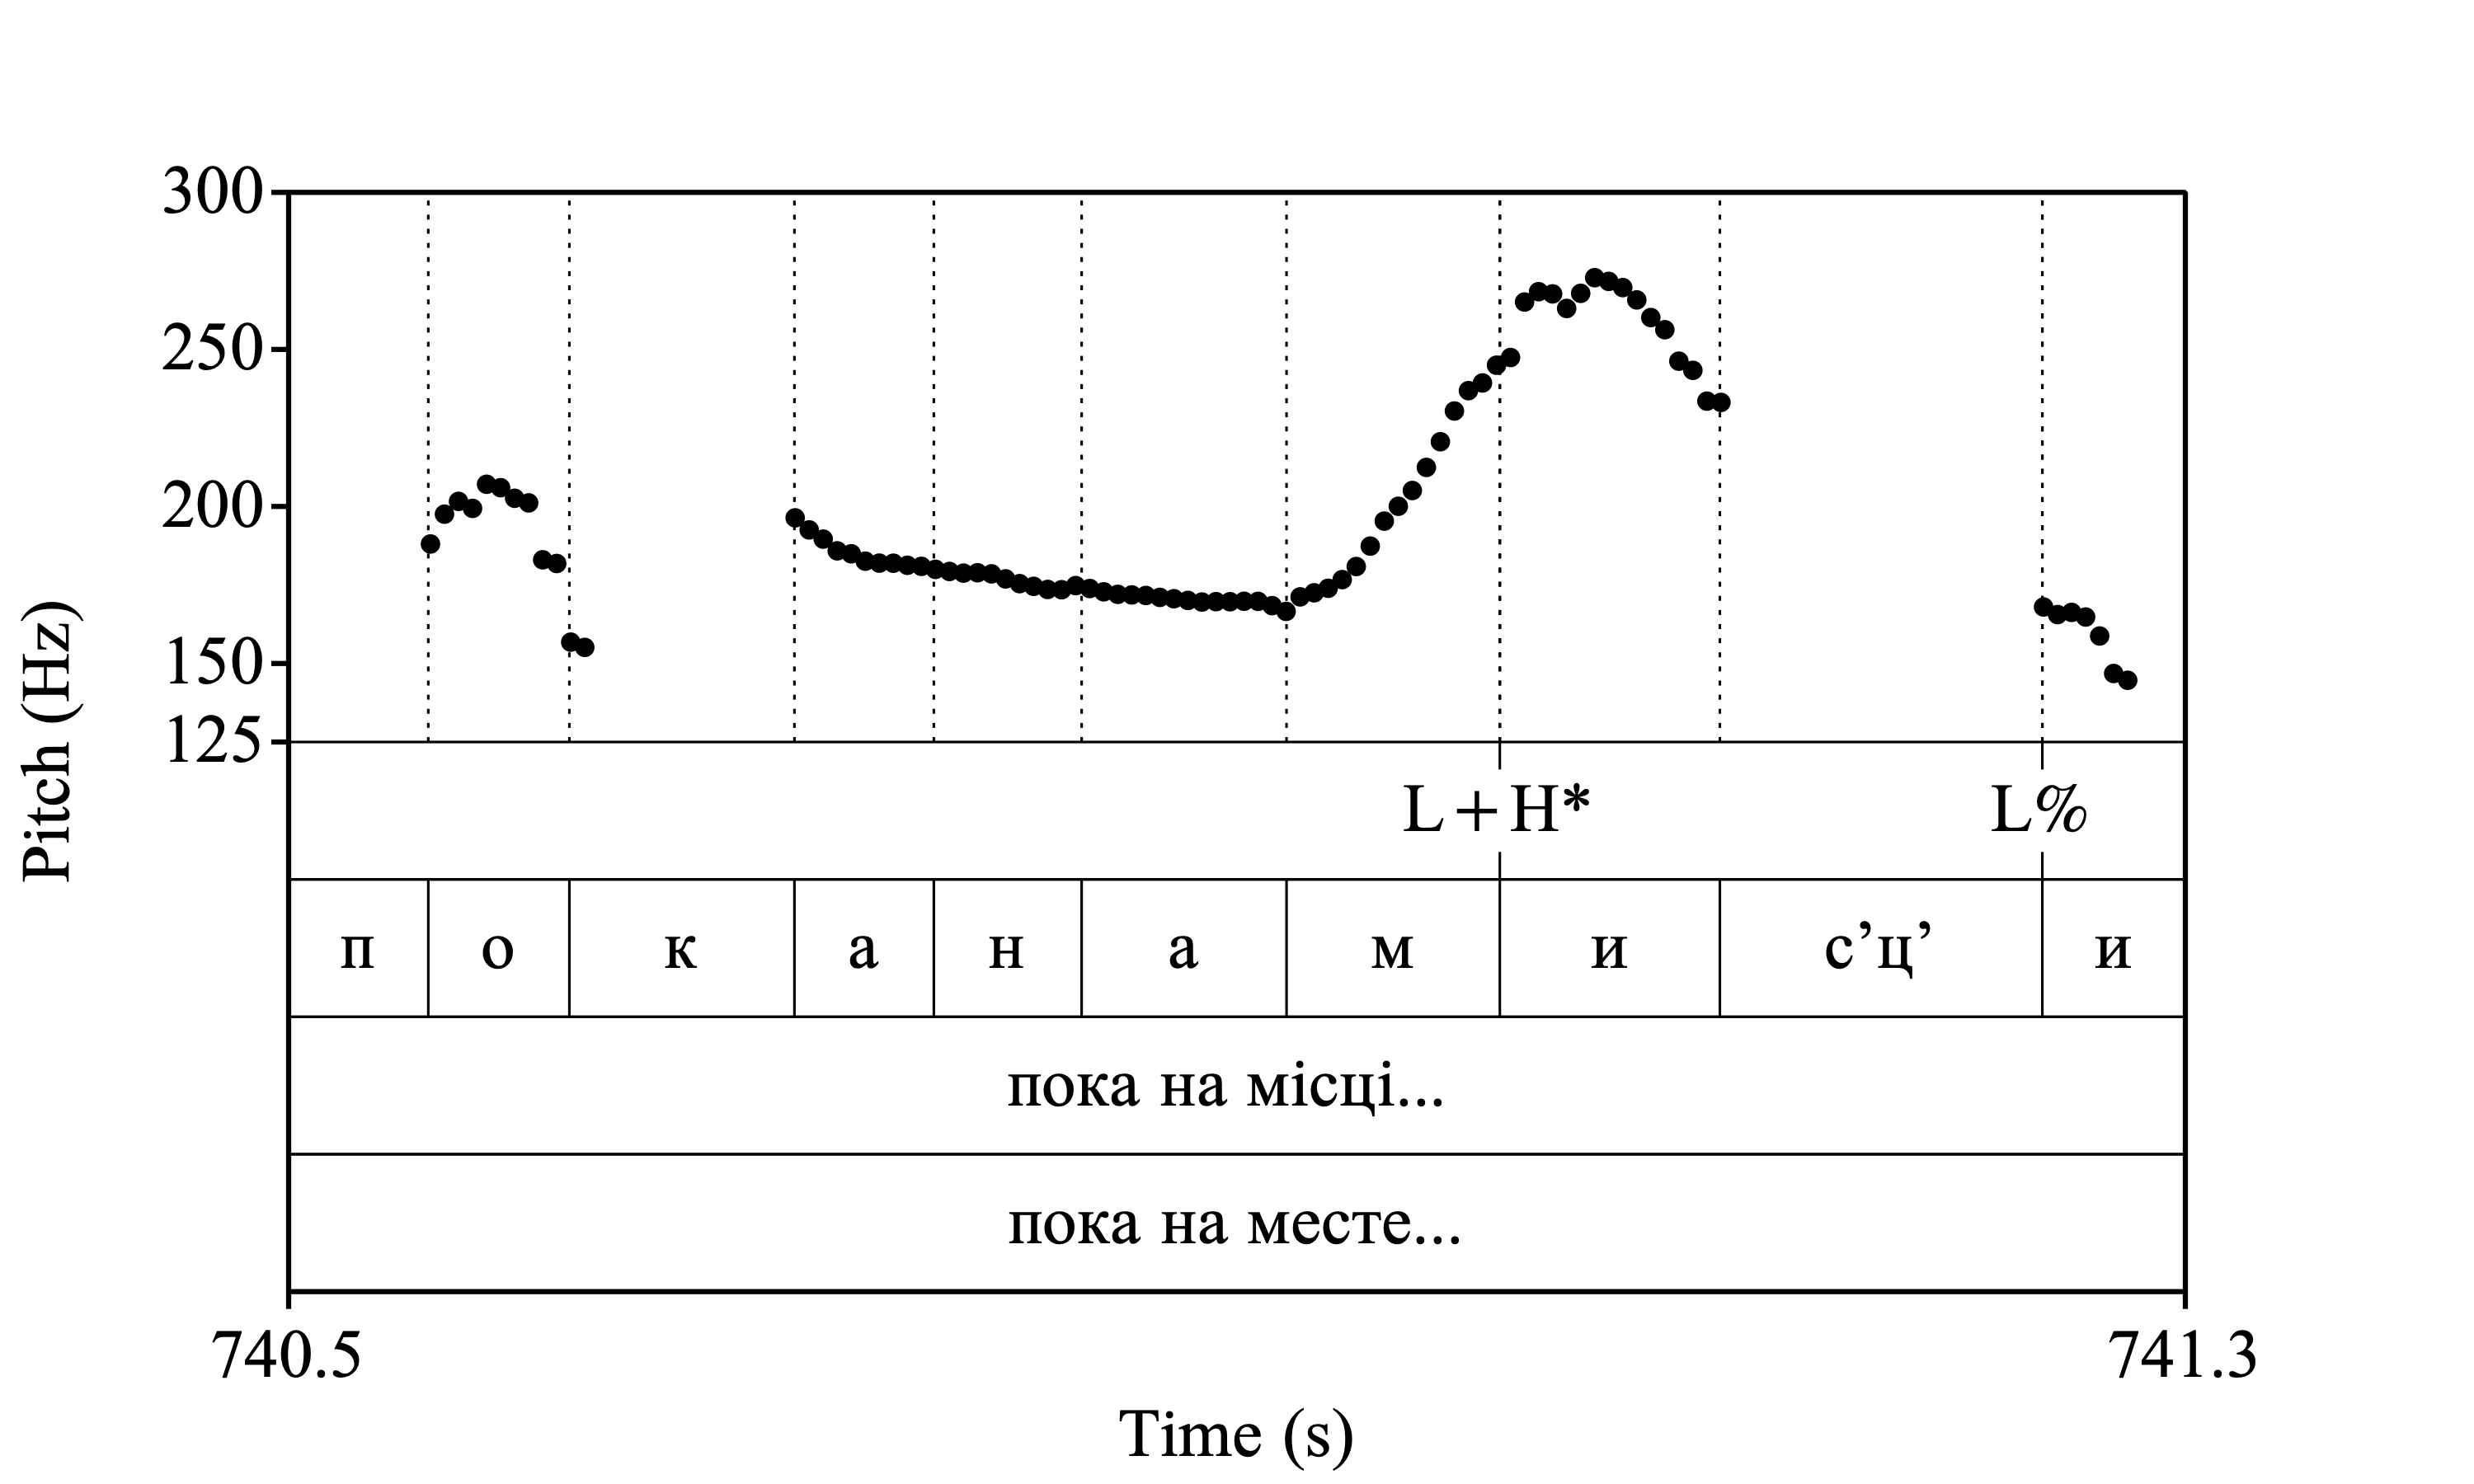 300
250
200
150
125
Pitch (Hz)
L+H* L%
п о к а н а м и с’ц’ и
пока на місці...
пока на месте...
740.5 741.3
Time (s)